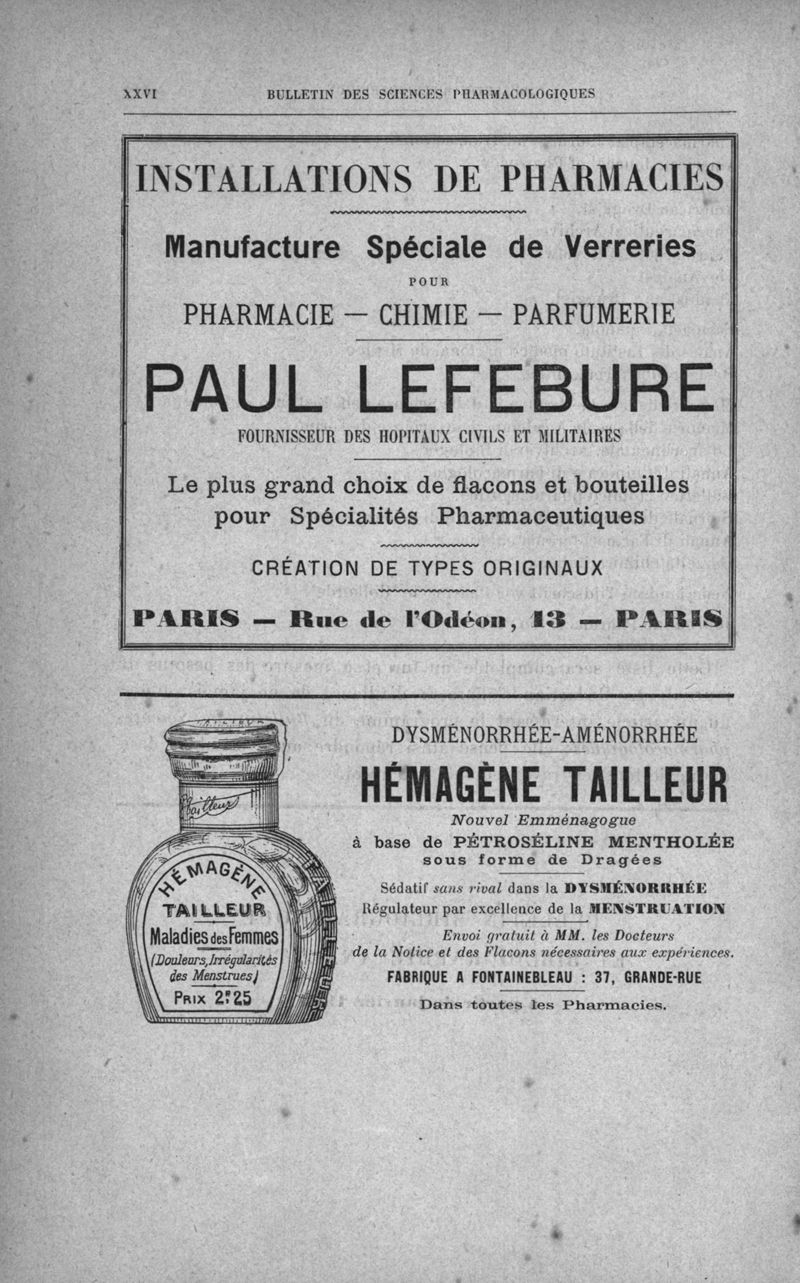 XXVI BULLETIN DES SCIENCES PHARMACOLOGIQUES
INSTALLATIONS DE PHARMACIES
Manufacture Spéciale de Verreries
POUR
PHARMACIE — CHIMIE — PARFUMERIE
PAUL LEFEBURE
FOURNISSEUR DES HOPITAUX CIVILS ET MILITAIRES
Le plus grand choix de flacons et bouteilles
pour Spécialités Pharmaceutiques
CRÉATION DE TYPES ORIGINAUX
PARIS — Rue de l'Odéon, 13 — PARIS
Tailleur
HÉMAGÈNE
TAILLEUR
Maladies des Femmes
(Douleurs, Irrégularités
des Menstrues)
PRIX 2fr 25
TAILLEUR
DYSMÉNORRHÉE-AMÉNORRHÉE
HÉMAGÈNE TAILLEUR
Nouvel Emménagogue
à base de PÉTROSÉLINE MENTHOLÉE
sous forme de Dragées
Sédatif sans rival dans la DYSMÉNORRHÉE
Régulateur par excellence de la MENSTRUATION
Envoi gratuit à MM. les Docteurs
de la Notice et des Flacons nécessaires aux expériences.
FABRIQUE A FONTAINEBLEAU : 37, GRANDE-RUE
Dans toutes les Pharmacies.